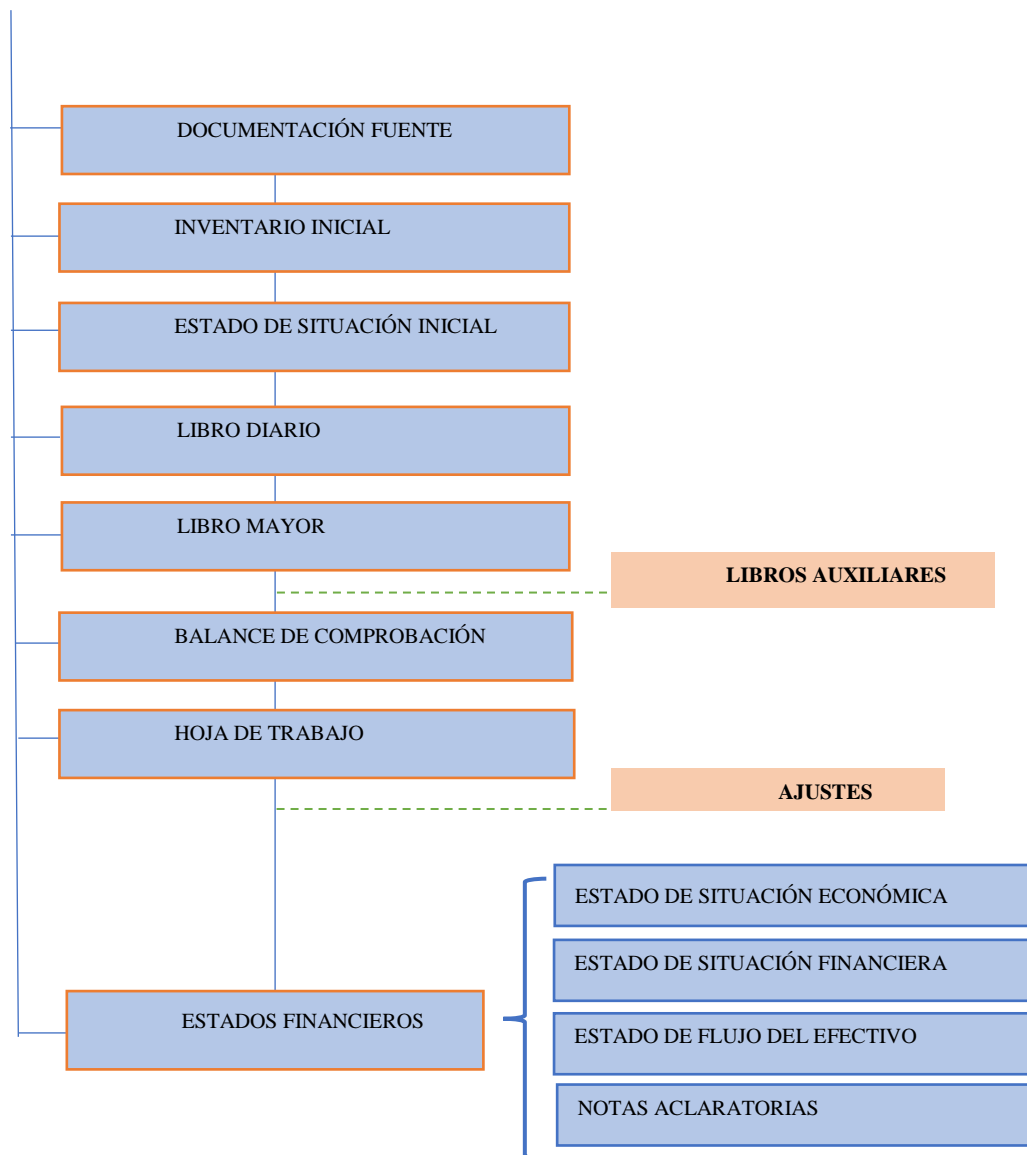 DOCUMENTACIÓN FUENTE
INVENTARIO INICIAL
ESTADO DE SITUACIÓN INICIAL
LIBRO DIARIO
LIBRO MAYOR
LIBROS AUXILIARES
BALANCE DE COMPROBACIÓN
HOJA DE TRABAJO
AJUSTES
ESTADOS FINANCIEROS
ESTADO DE SITUACIÓN ECONÓMICA
ESTADO DE SITUACIÓN FINANCIERA
ESTADO DE FLUJO DEL EFECTIVO
NOTAS ACLARATORIAS